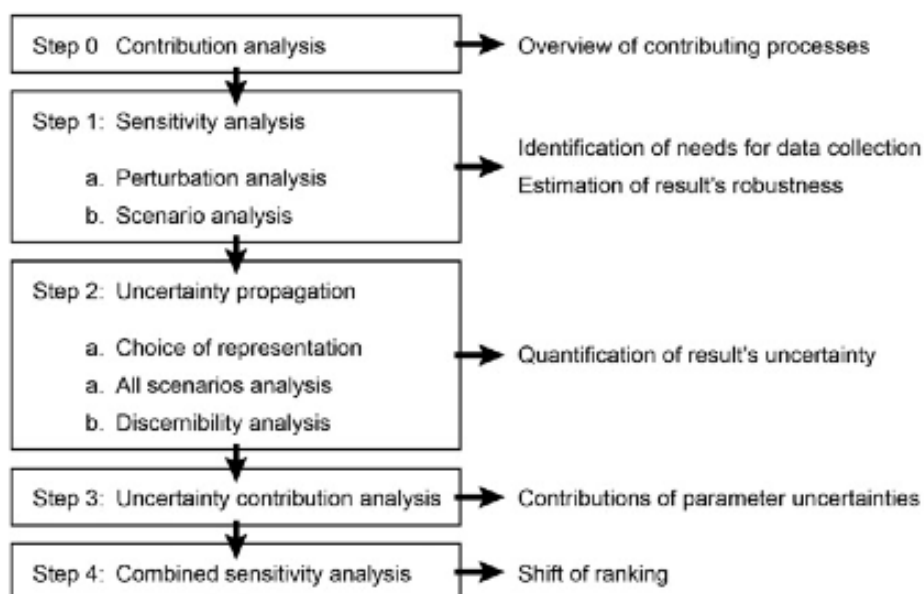 Step 0 Contribution analysis
Overview of contributing processes
Step 1: Sensitivity analysis
a. Perturbation analysis
b. Scenario analysis
Identification of needs for data collection
Estimation of result's robustness
Step 2: Uncertainty propagation
a. Choice of representation
a. All scenarios analysis
b. Discernibility analysis
Quantification of result's uncertainty
Step 3: Uncertainty contribution analysis
Contributions of parameter uncertainties
Step 4: Combined sensitivity analysis
Shift of ranking